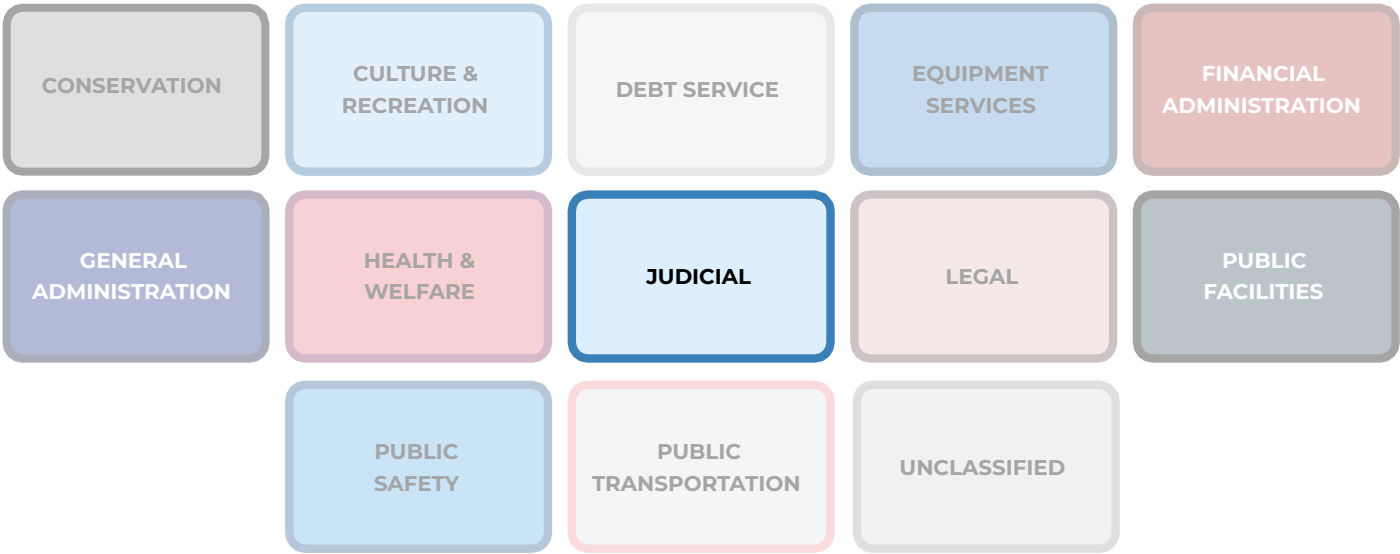 CONSERVATION
CULTURE &
RECREATION
DEBT SERVICE
EQUIPMENT
SERVICES
FINANCIAL
ADMINISTRATION
GENERAL
ADMINISTRATION
HEALTH &
WELFARE
JUDICIAL
LEGAL
PUBLIC
FACILITIES
PUBLIC
SAFETY
PUBLIC
TRANSPORTATION
UNCLASSIFIED